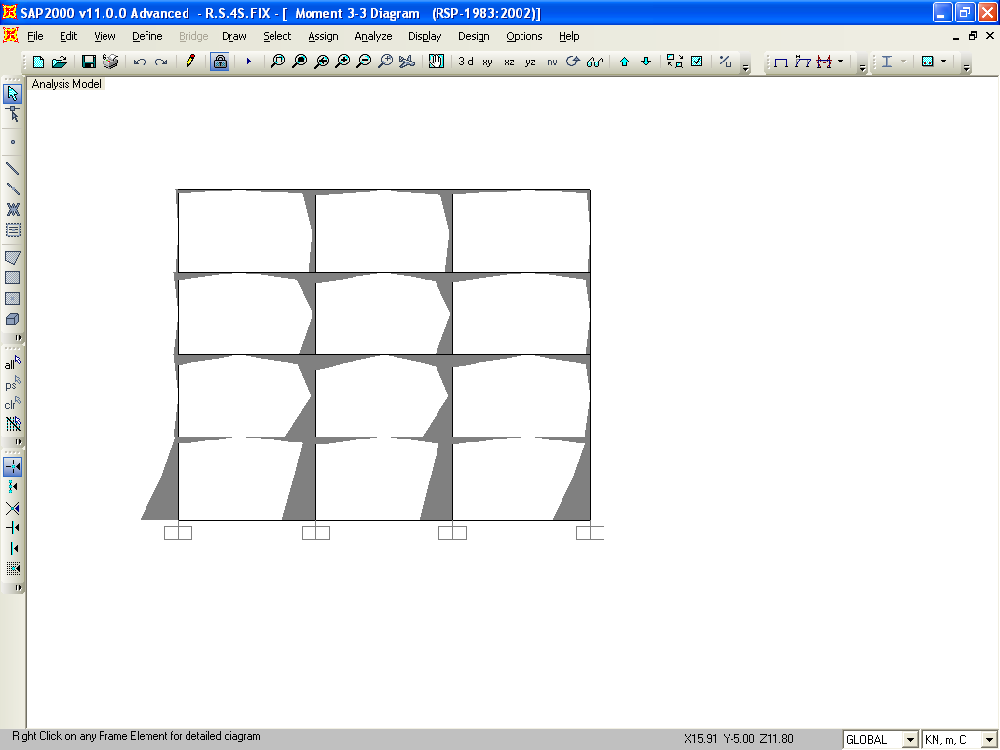 SAP2000 v11.0.0 Advanced - R.S.4S.FIX - [ Moment 3-3 Diagram (RSP-1983:2002)]
File Edit View Define Bridge Draw Select Assign Analyze Display Design Options Help
3-d xy xz yz nv
Analysis Model
all
ps
clr
Right Click on any Frame Element for detailed diagram
X15.91 Y-5.00 Z11.80
GLOBAL
KN, m, C